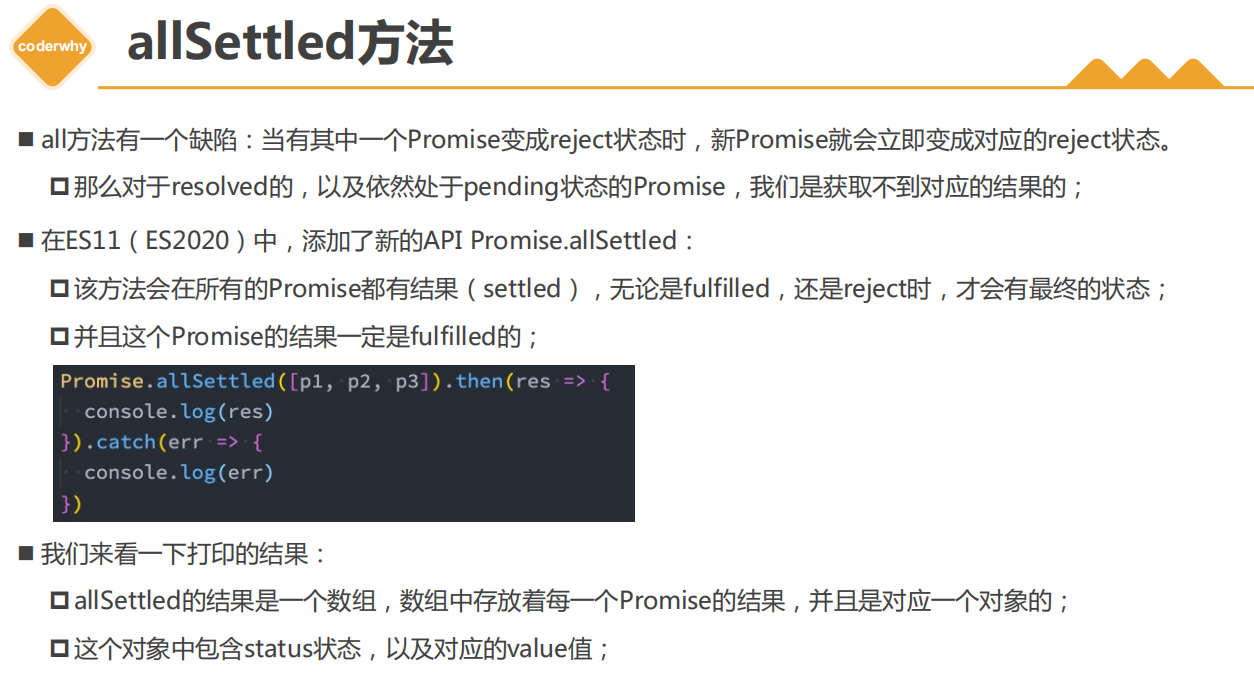 coderwhy
allSettled方法
all方法有一个缺陷：当有其中一个Promise变成reject状态时，新Promise就会立即变成对应的reject状态。
那么对于resolved的，以及依然处于pending状态的Promise，我们是获取不到对应的结果的；
在ES11（ES2020）中，添加了新的API Promise.allSettled：
该方法会在所有的Promise都有结果（settled），无论是fulfilled，还是reject时，才会有最终的状态；
并且这个Promise的结果一定是fulfilled的；
Promise.allSettled([p1, p2, p3]).then(res => {
  console.log(res)
}).catch(err => {
  console.log(err)
})
我们来看一下打印的结果：
allSettled的结果是一个数组，数组中存放着每一个Promise的结果，并且是对应一个对象的；
这个对象中包含status状态，以及对应的value值；